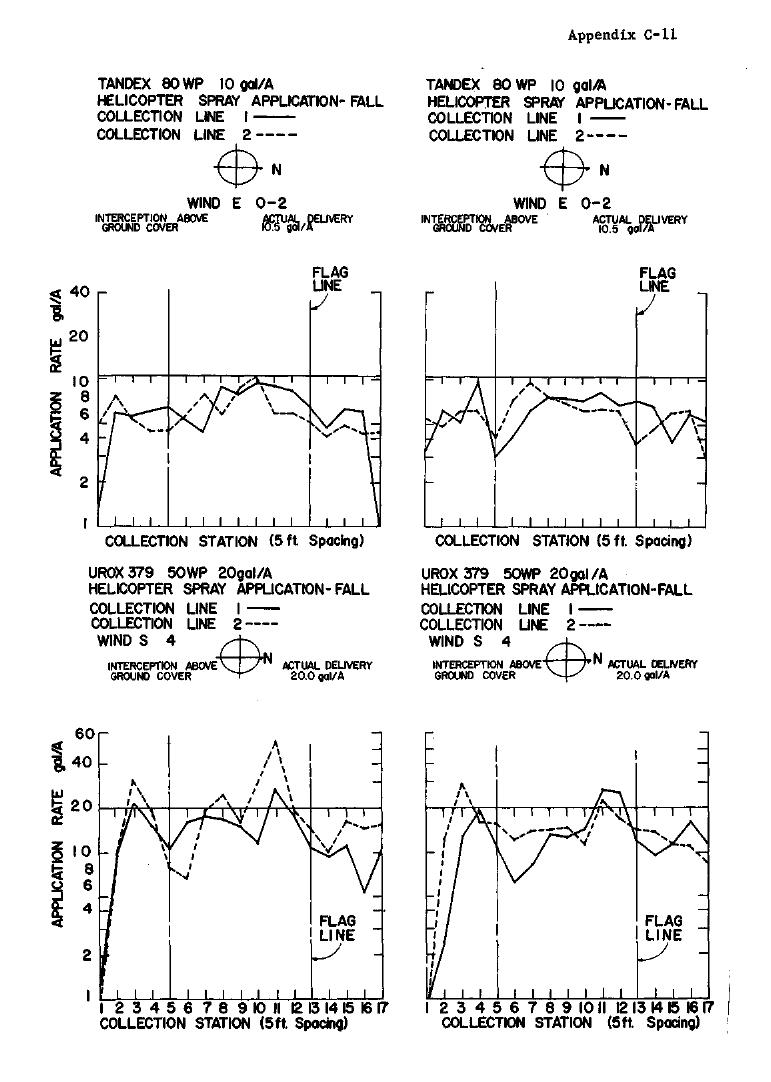 Appendix C-11
TANDEX 80 WP 10 gal/A
HELICOPTER SPRAY APPLICATION-FALL
COLLECTION LINE 1 ——
COLLECTION LINE 2 ----
N
WIND E 0-2
INTERCEPTION ABOVE GROUND COVER
ACTUAL DELIVERY 10.5 gal/A
TANDEX 80 WP 10 gal/A
HELICOPTER SPRAY APPLICATION-FALL
COLLECTION LINE 1 ——
COLLECTION LINE 2 ----
N
WIND E 0-2
INTERCEPTION ABOVE GROUND COVER
ACTUAL DELIVERY 10.5 gal/A
FLAG
LINE
APPLICATION RATE gal/A
40
20
10
8
6
4
2
1
COLLECTION STATION (5 ft. Spacing)
FLAG
LINE
COLLECTION STATION (5 ft. Spacing)
UROX 379 50WP 20gal/A
HELICOPTER SPRAY APPLICATION-FALL
COLLECTION LINE 1 ——
COLLECTION LINE 2 ----
WIND S 4
N
INTERCEPTION ABOVE GROUND COVER
ACTUAL DELIVERY 20.0 gal/A
UROX 379 50WP 20gal/A
HELICOPTER SPRAY APPLICATION-FALL
COLLECTION LINE 1 ——
COLLECTION LINE 2 ----
WIND S 4
N
INTERCEPTION ABOVE GROUND COVER
ACTUAL DELIVERY 20.0 gal/A
APPLICATION RATE gal/A
60
40
20
10
8
6
4
2
1
FLAG
LINE
1 2 3 4 5 6 7 8 9 10 11 12 13 14 15 16 17
COLLECTION STATION (5 ft. Spacing)
FLAG
LINE
1 2 3 4 5 6 7 8 9 10 11 12 13 14 15 16 17
COLLECTION STATION (5 ft. Spacing)